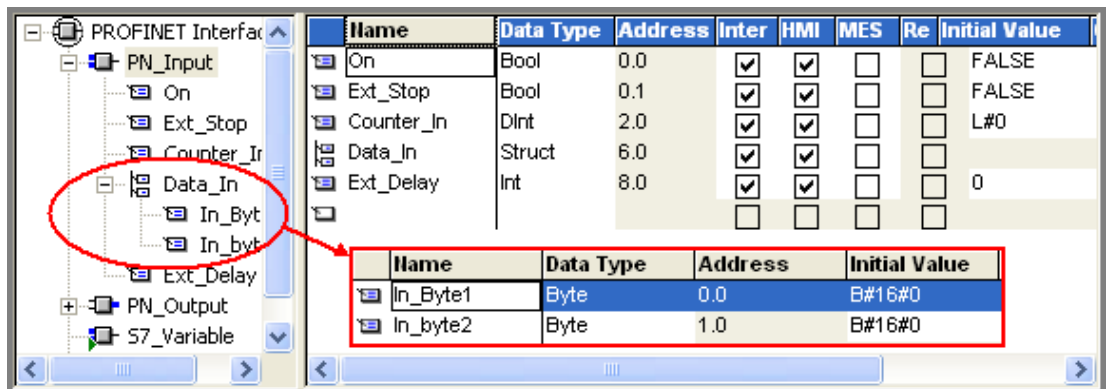 PROFINET Interfac
PN_Input
On
Ext_Stop
Counter_Ir
Data_In
In_Byt
In_byt
Ext_Delay
PN_Output
S7_Variable
Name Data Type Address Inter HMI MES Re Initial Value
On Bool 0.0 FALSE
Ext_Stop Bool 0.1 FALSE
Counter_In DInt 2.0 L#0
Data_In Struct 6.0
Ext_Delay Int 8.0 0
Name Data Type Address Initial Value
In_Byte1 Byte 0.0 B#16#0
In_byte2 Byte 1.0 B#16#0